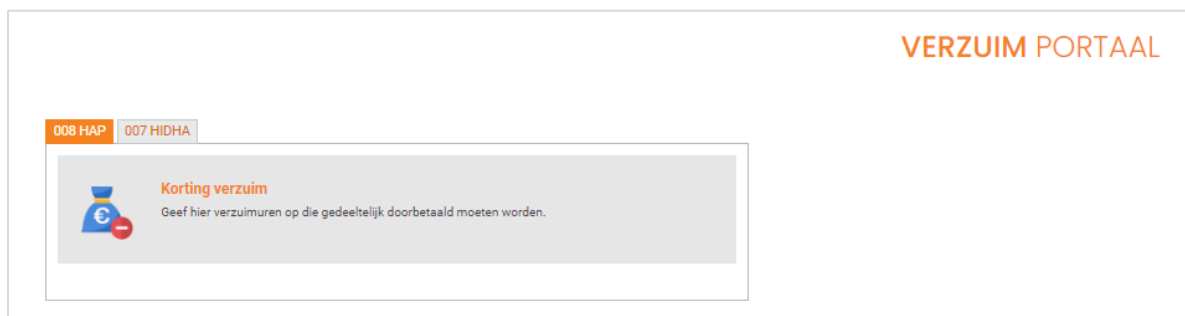 VERZUIM PORTAAL
008 HAP 007 HIDHA
Korting verzuim
Geef hier verzuimuren op die gedeeltelijk doorbetaald moeten worden.
€